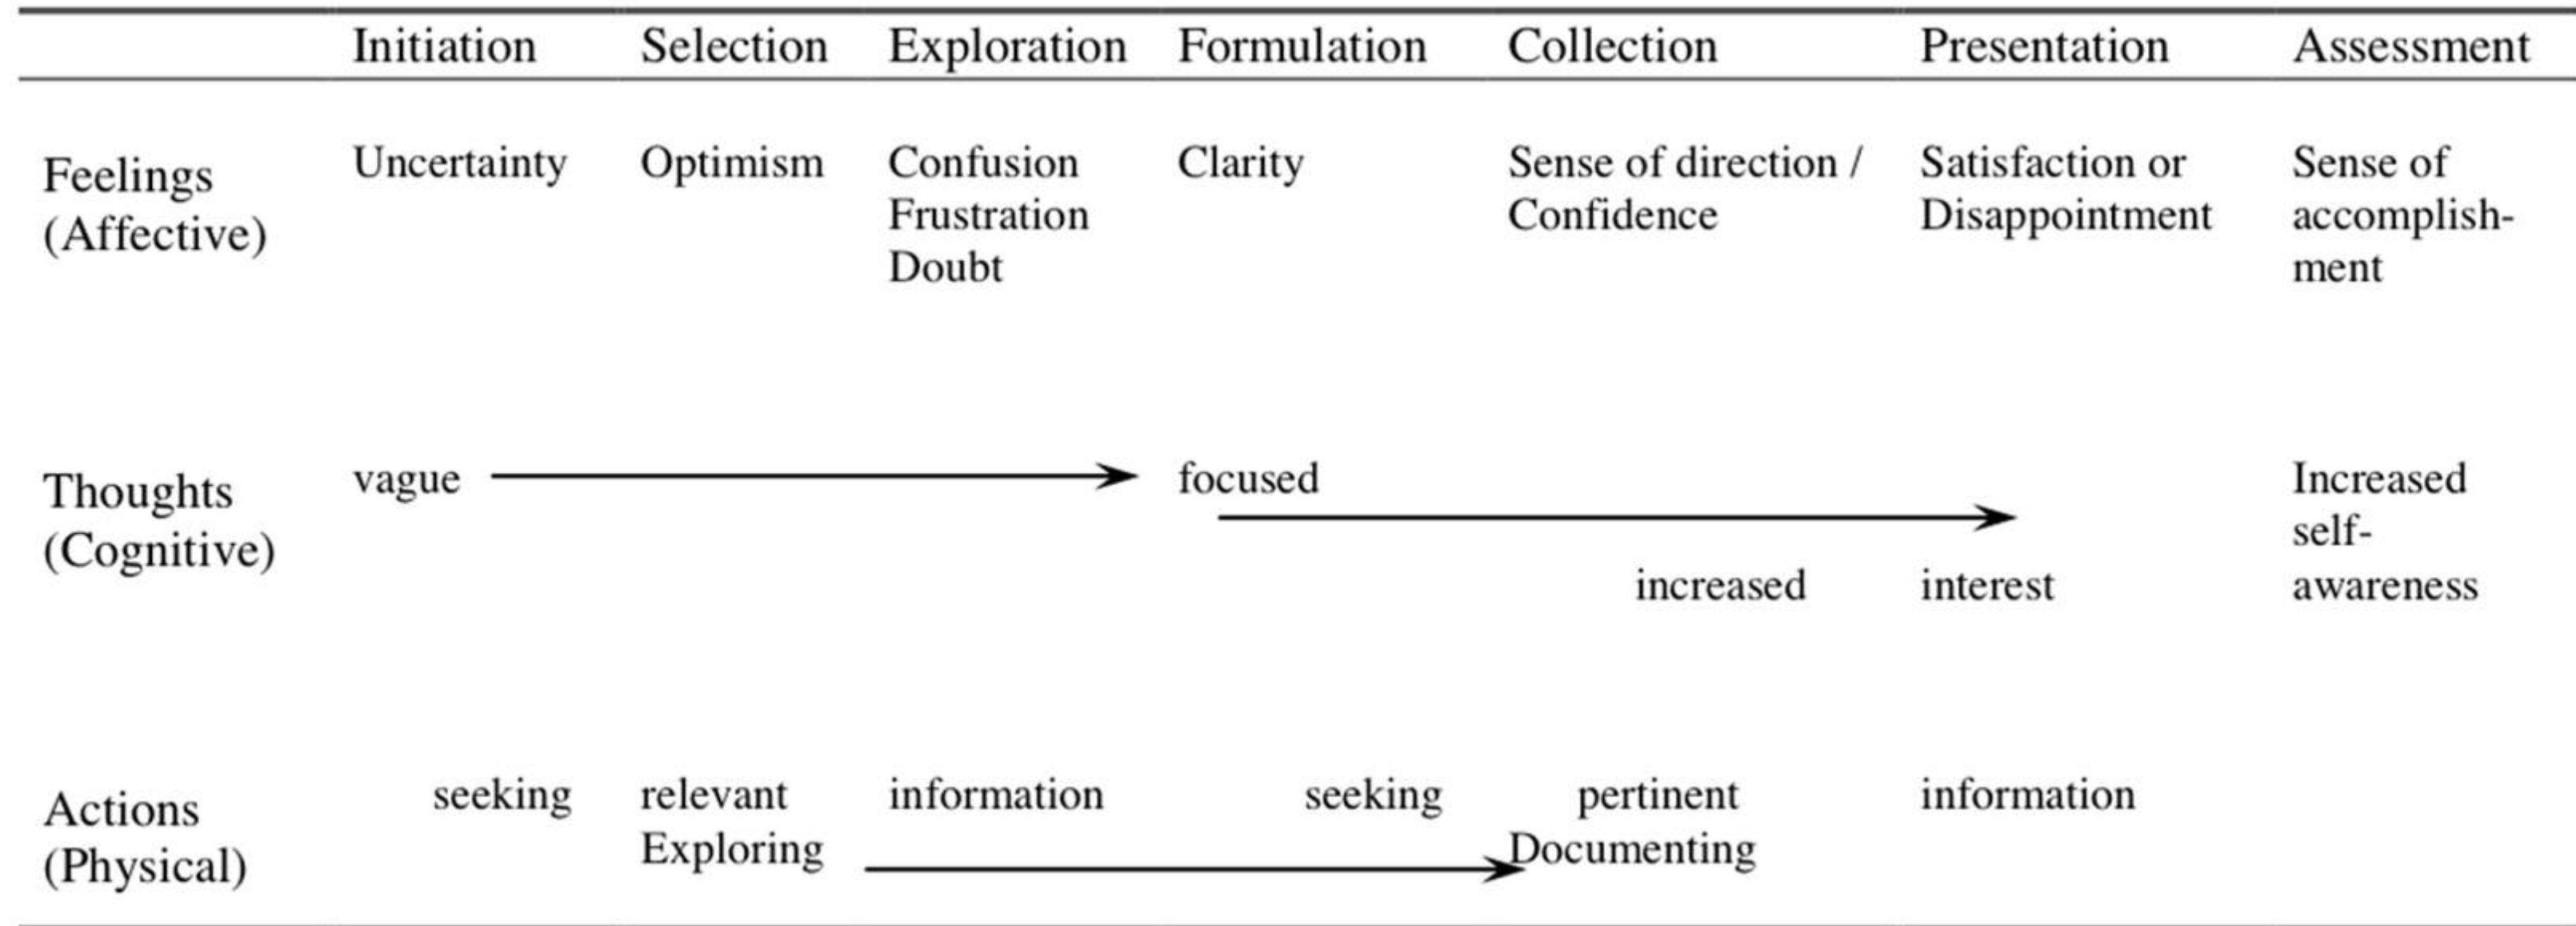 Initiation Selection Exploration Formulation Collection Presentation Assessment
Feelings (Affective) Uncertainty Optimism Confusion Frustration Doubt Clarity Sense of direction / Confidence Satisfaction or Disappointment Sense of accomplish-ment
Thoughts (Cognitive) vague focused increased interest Increased self-awareness
Actions (Physical) seeking relevant information seeking pertinent information
Exploring Documenting